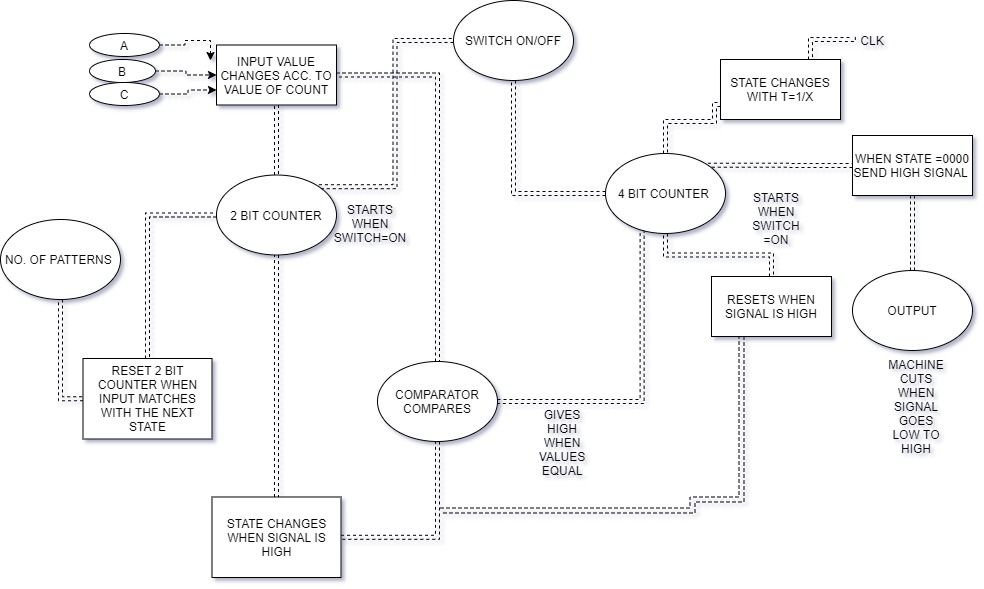 A
B
C
INPUT VALUE
CHANGES ACC. TO
VALUE OF COUNT
SWITCH ON/OFF
CLK
STATE CHANGES
WITH T=1/X
WHEN STATE =0000
SEND HIGH SIGNAL
2 BIT COUNTER
STARTS
WHEN
SWITCH=ON
4 BIT COUNTER
STARTS
WHEN
SWITCH
=ON
NO. OF PATTERNS
RESETS WHEN
SIGNAL IS HIGH
OUTPUT
MACHINE
CUTS
WHEN
SIGNAL
GOES
LOW TO
HIGH
RESET 2 BIT
COUNTER WHEN
INPUT MATCHES
WITH THE NEXT
STATE
COMPARATOR
COMPARES
GIVES
HIGH
WHEN
VALUES
EQUAL
STATE CHANGES
WHEN SIGNAL IS
HIGH